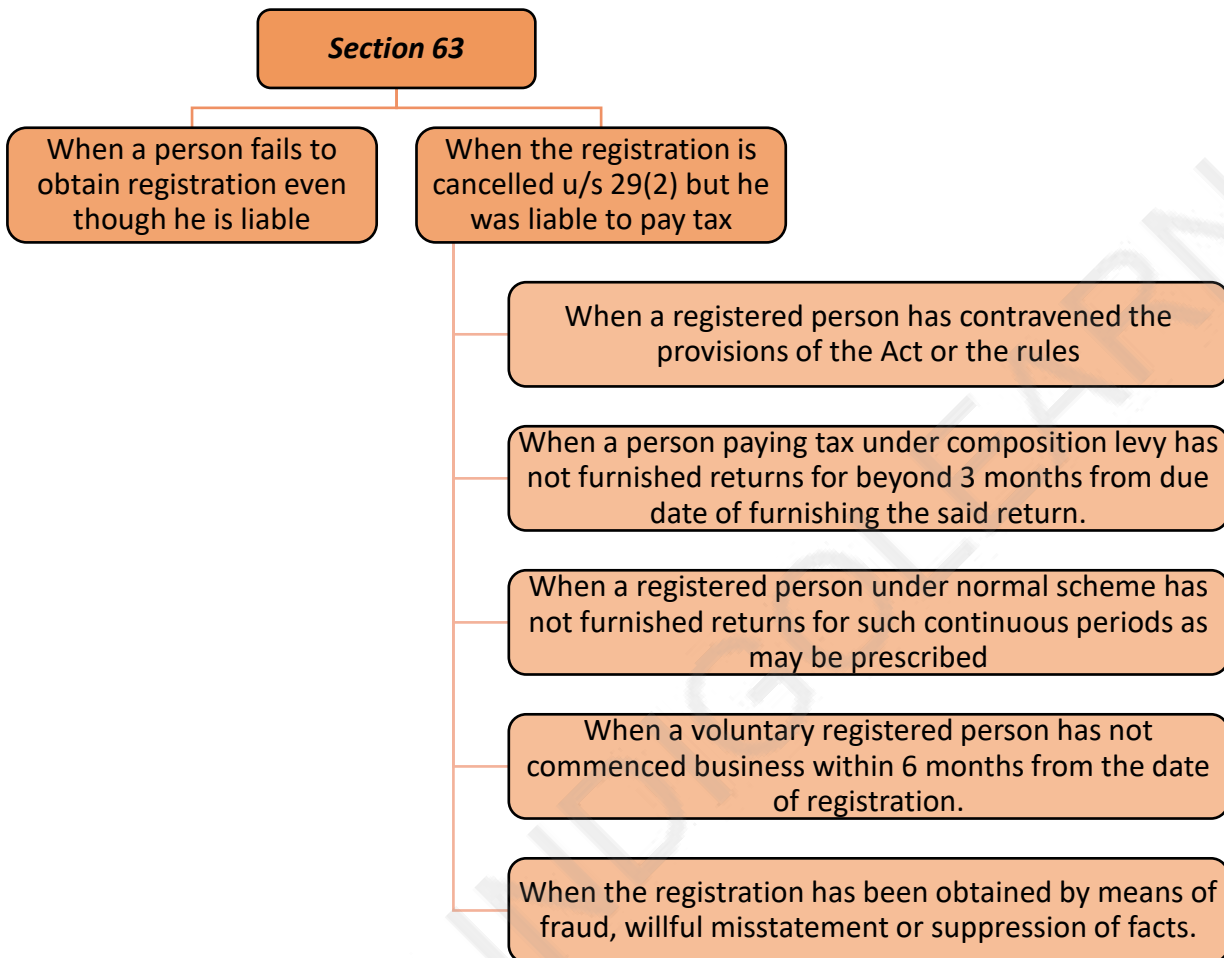 Section 63
When a person fails to
obtain registration even
though he is liable
When the registration is
cancelled u/s 29(2) but he
was liable to pay tax
When a registered person has contravened the
provisions of the Act or the rules
When a person paying tax under composition levy has
not furnished returns for beyond 3 months from due
date of furnishing the said return.
When a registered person under normal scheme has
not furnished returns for such continuous periods as
may be prescribed
When a voluntary registered person has not
commenced business within 6 months from the date
of registration.
When the registration has been obtained by means of
fraud, willful misstatement or suppression of facts.
INDIGOLEARN